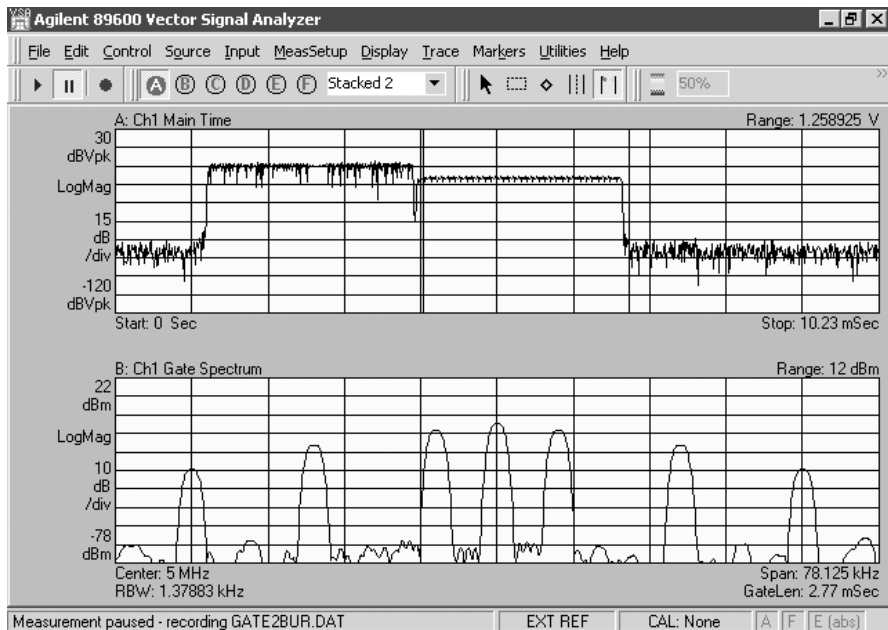 VSA Agilent 89600 Vector Signal Analyzer
File Edit Control Source Input MeasSetup Display Trace Markers Utilities Help
A B C D E F Stacked 2 50% »
A: Ch1 Main Time Range: 1.258925 V
30
dBVpk
LogMag
15
dB
/div
-120
dBVpk
Start: 0 Sec Stop: 10.23 mSec
B: Ch1 Gate Spectrum Range: 12 dBm
22
dBm
LogMag
10
dB
/div
-78
dBm
Center: 5 MHz Span: 78.125 kHz
RBW: 1.37883 kHz GateLen: 2.77 mSec
Measurement paused - recording GATE2BUR.DAT EXT REF CAL: None A F E (abs)